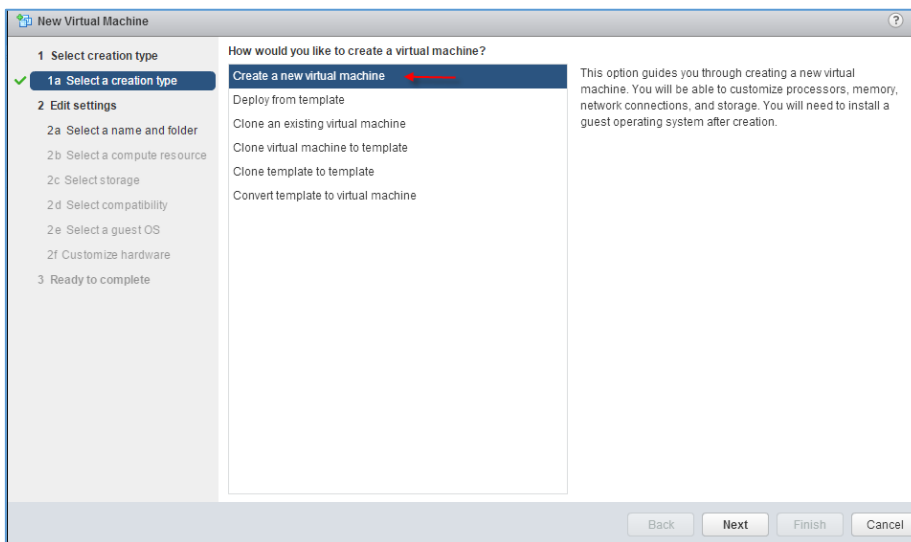 New Virtual Machine
?
1 Select creation type
1a Select a creation type
2 Edit settings
2a Select a name and folder
2b Select a compute resource
2c Select storage
2d Select compatibility
2e Select a guest OS
2f Customize hardware
3 Ready to complete
How would you like to create a virtual machine?
Create a new virtual machine
Deploy from template
Clone an existing virtual machine
Clone virtual machine to template
Clone template to template
Convert template to virtual machine
This option guides you through creating a new virtual
machine. You will be able to customize processors, memory,
network connections, and storage. You will need to install a
guest operating system after creation.
Back
Next
Finish
Cancel